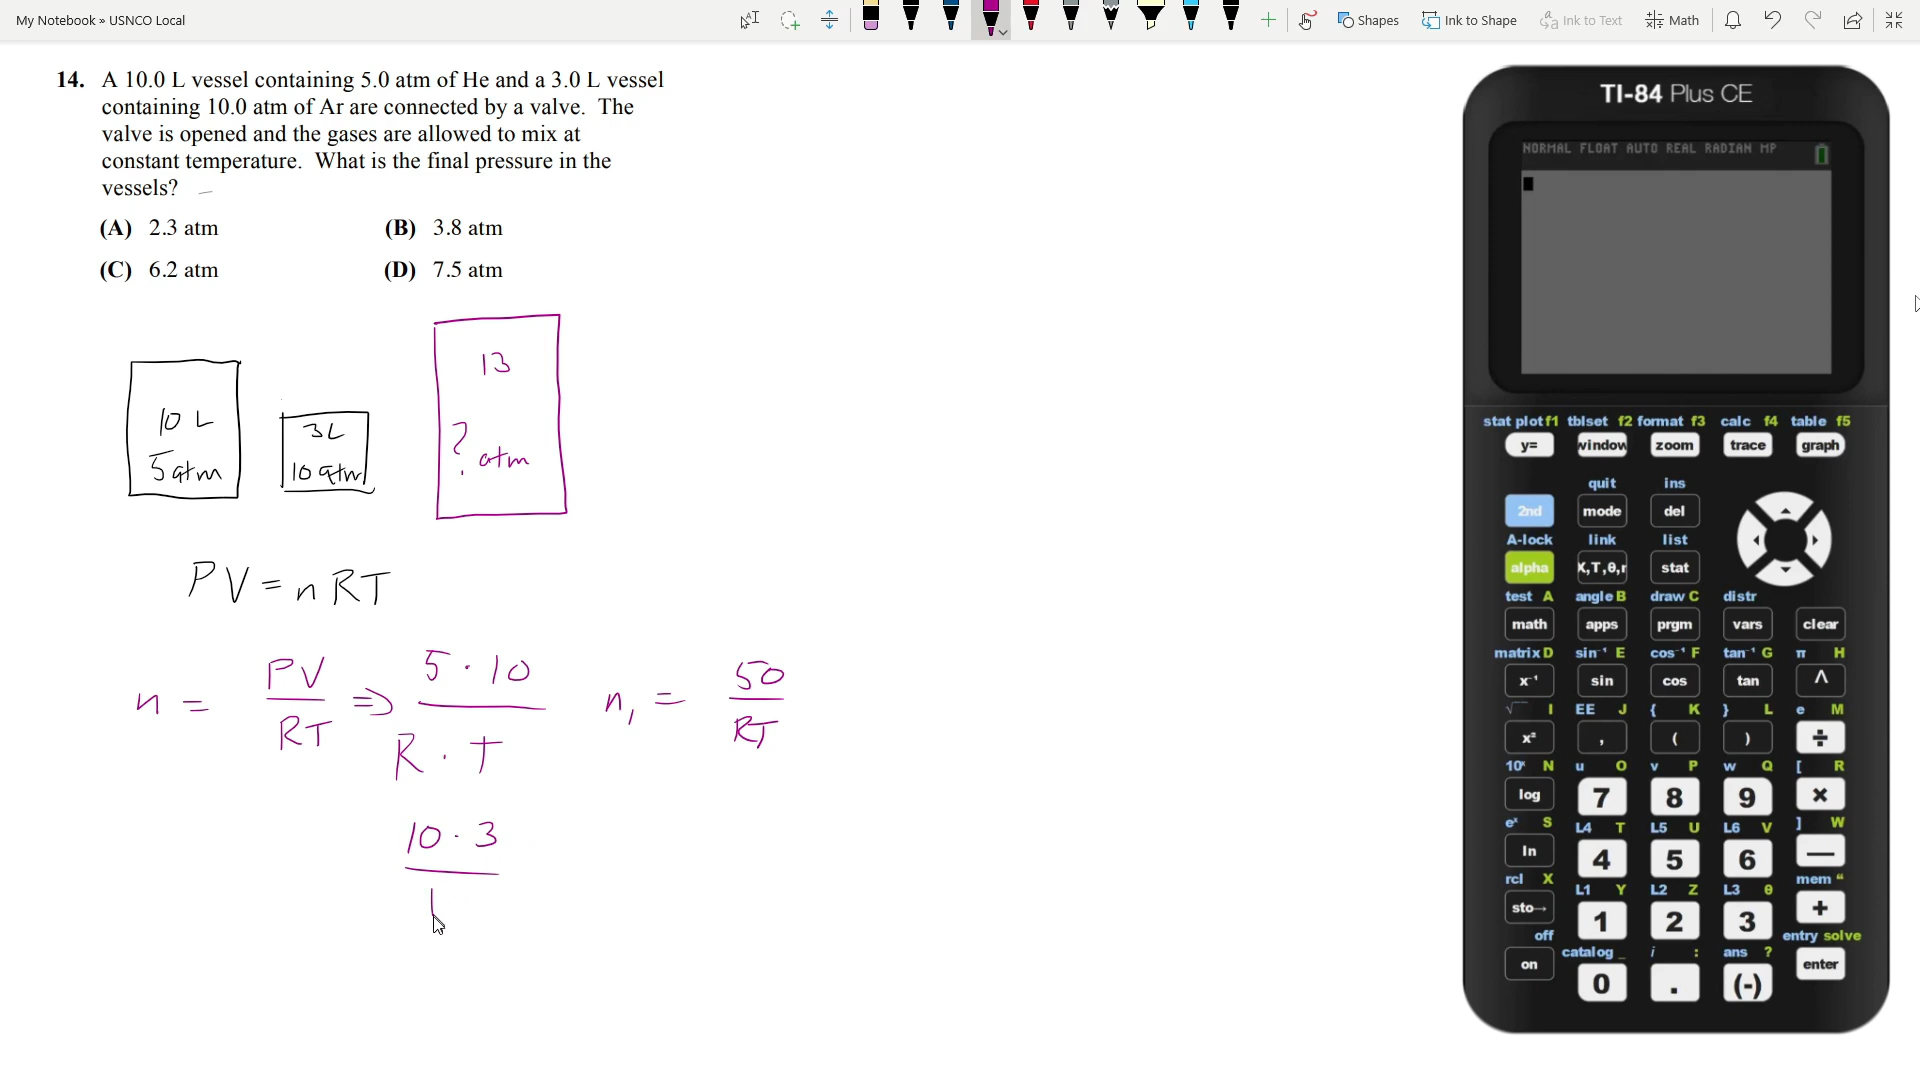 My Notebook » USNCO Local
Shapes
Ink to Shape
Ink to Text
Math
14. A 10.0 L vessel containing 5.0 atm of He and a 3.0 L vessel
containing 10.0 atm of Ar are connected by a valve. The
valve is opened and the gases are allowed to mix at
constant temperature. What is the final pressure in the
vessels?
(A) 2.3 atm (B) 3.8 atm
(C) 6.2 atm (D) 7.5 atm
10 L
5 atm
3L
10 atm
13
? atm
PV = nRT
n = PV / RT ⇒ 5 · 10 / R · T n₁ = 50 / RT
10 · 3
TI-84 Plus CE
NORMAL FLOAT AUTO REAL RADIAN MP
stat plot f1 tblset f2 format f3 calc f4 table f5
y= window zoom trace graph
quit ins
2nd mode del
A-lock link list
alpha X,T,θ,n stat
test A angle B draw C distr
math apps prgm vars clear
matrix D sin⁻¹ E cos⁻¹ F tan⁻¹ G π H
x⁻¹ sin cos tan ^
√ I EE J { K } L e M
x² , ( ) ÷
10ˣ N u O v P w Q [ R
log 7 8 9 ×
eˣ S L4 T L5 U L6 V ] W
ln 4 5 6 —
rcl X L1 Y L2 Z L3 θ mem "
sto→ 1 2 3 +
off catalog _ i : ans ? entry solve
on 0 . (-) enter